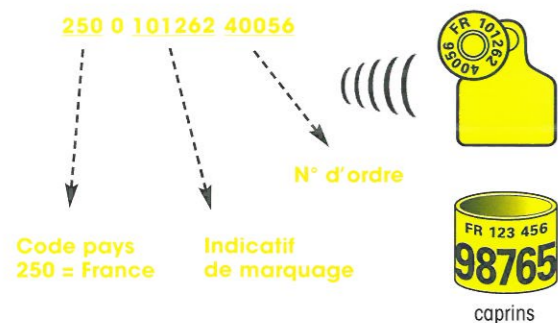 250 0 101262 40056
FR 101262
40056
N° d'ordre
Code pays
250 = France
Indicatif
de marquage
FR 123 456
98765
caprins